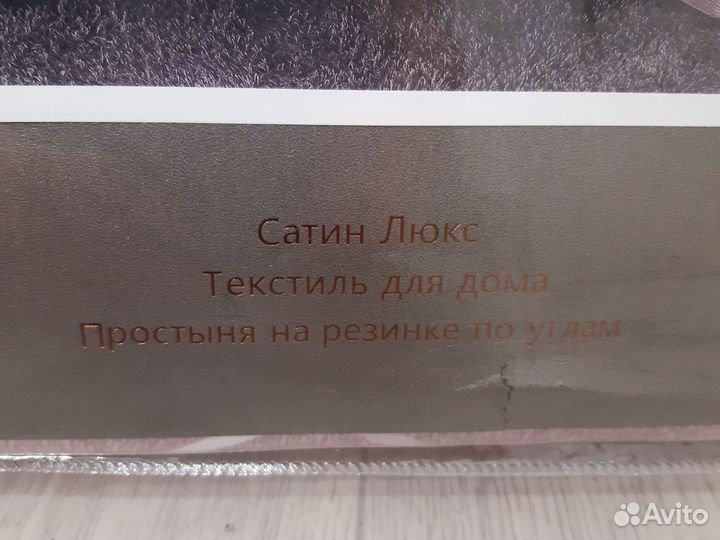 Сатин Люкс
Текстиль для дома
Простыня на резинке по углам
Avito